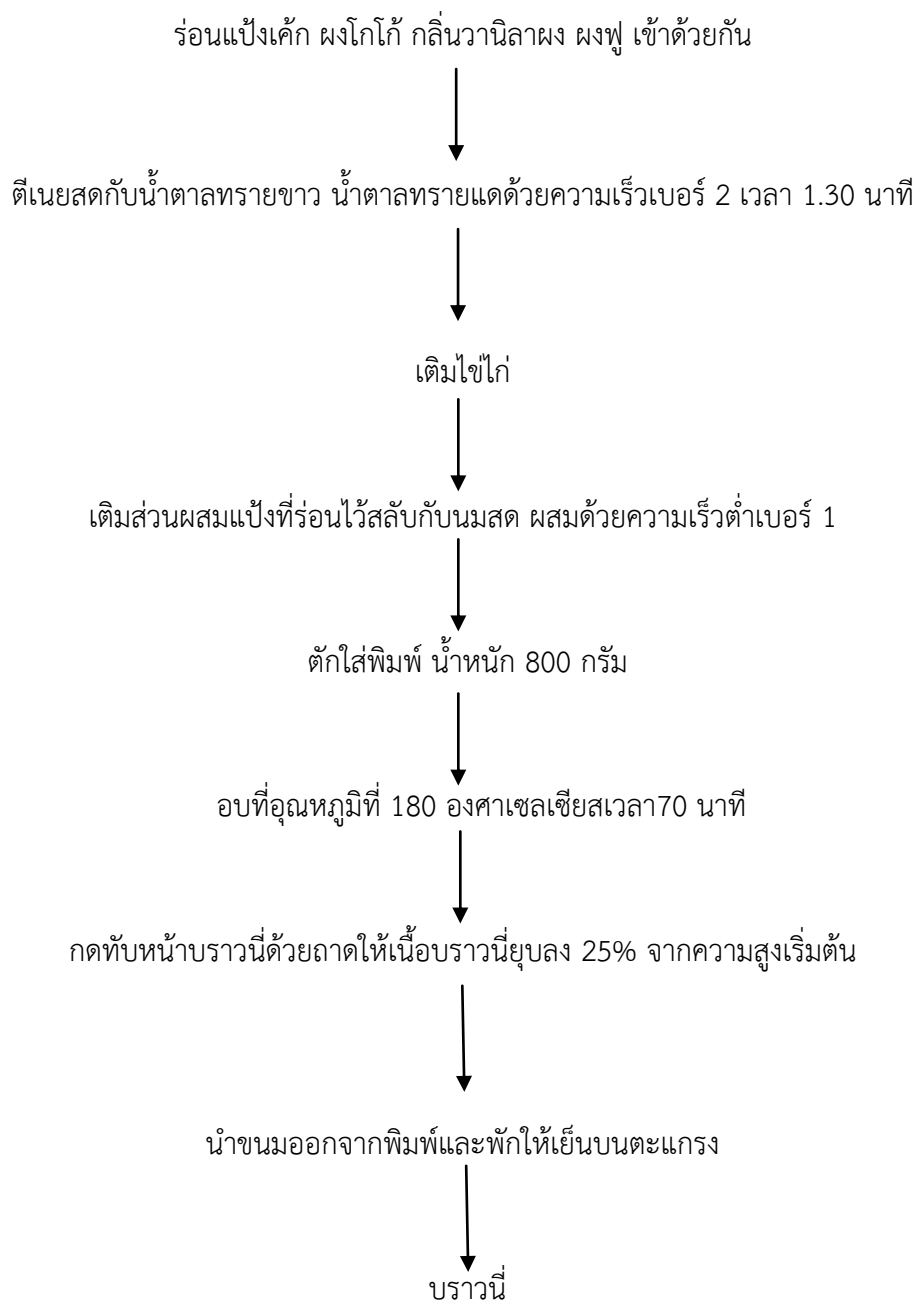 ร่อนแป้งเค้ก ผงโกโก้ กลิ่นวานิลาผง ผงฟู เข้าด้วยกัน
ตีเนยสดกับน้ำตาลทรายขาว น้ำตาลทรายแดด้วยความเร็วเบอร์ 2 เวลา 1.30 นาที
เติมไข่ไก่
เติมส่วนผสมแป้งที่ร่อนไว้สลับกับนมสด ผสมด้วยความเร็วต่ำเบอร์ 1
ตักใส่พิมพ์ น้ำหนัก 800 กรัม
อบที่อุณหภูมิที่ 180 องศาเซลเซียสเวลา70 นาที
กดทับหน้าบราวนี่ด้วยถาดให้เนื้อบราวนี่ยุบลง 25% จากความสูงเริ่มต้น
นำขนมออกจากพิมพ์และพักให้เย็นบนตะแกรง
บราวนี่